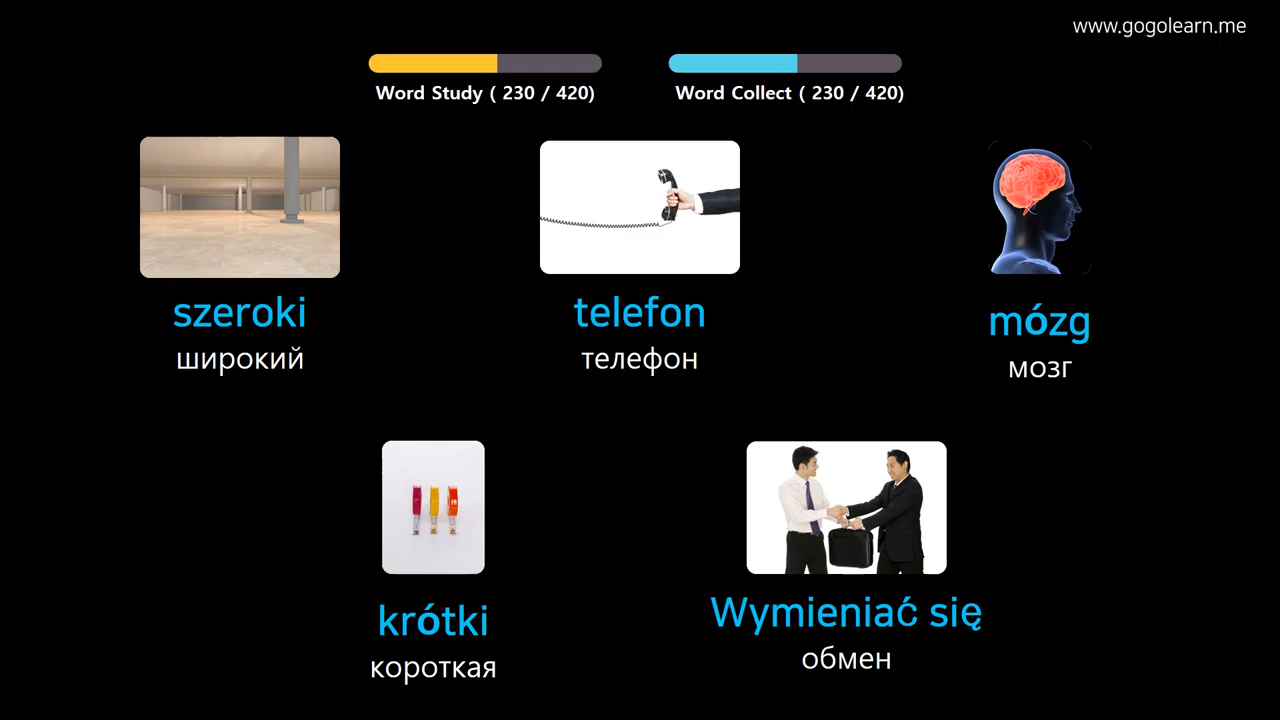 www.gogolearn.me
Word Study ( 230 / 420)
Word Collect ( 230 / 420)
szeroki
широкий
telefon
телефон
mózg
мозг
krótki
короткая
Wymieniać się
обмен